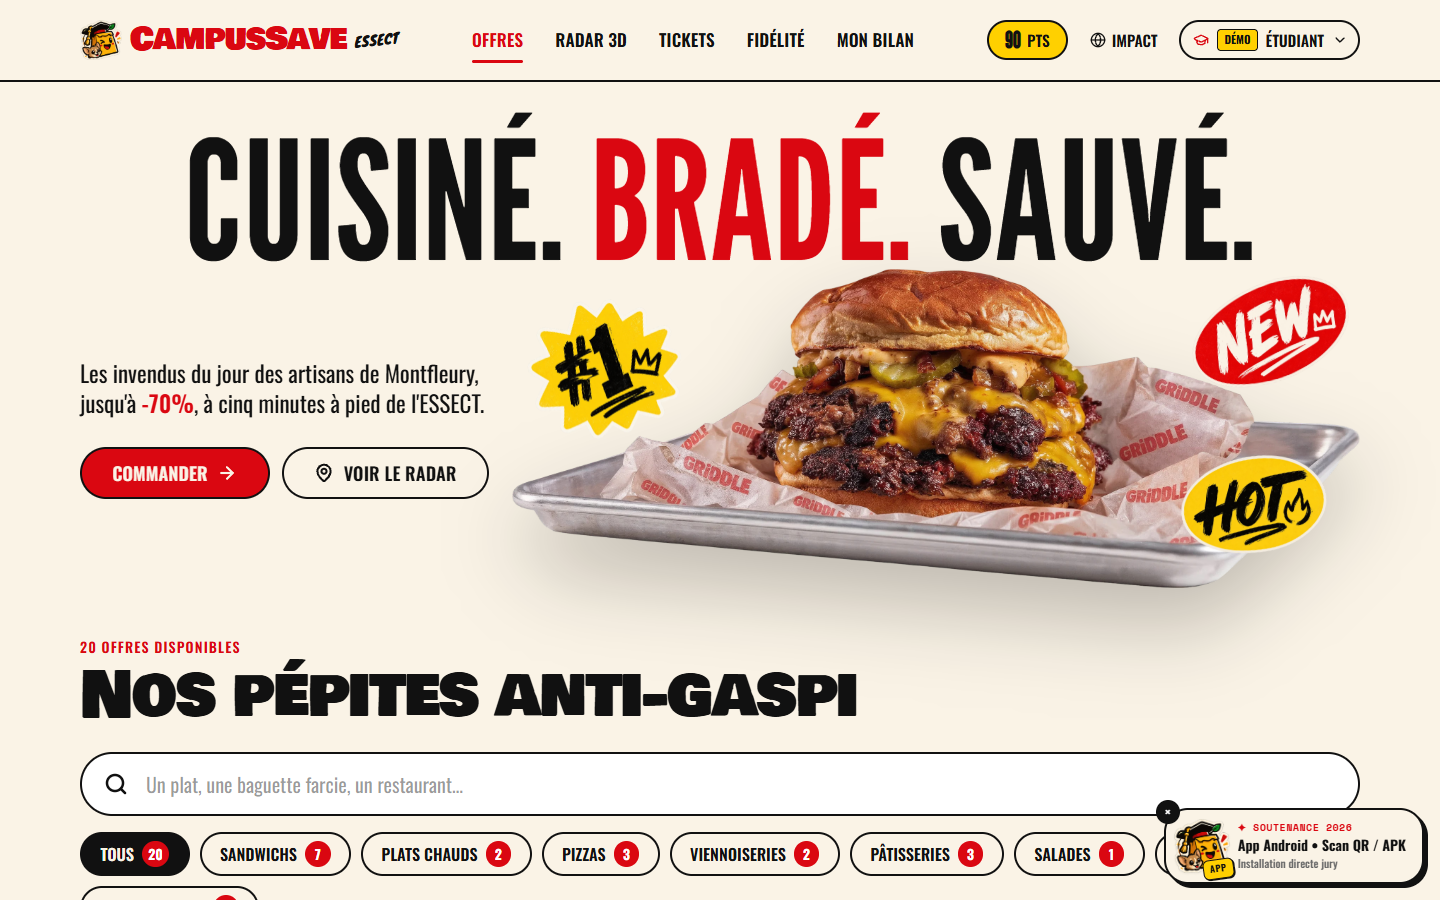 CAMPUSSAVE ESSECT
OFFRES
RADAR 3D
TICKETS
FIDÉLITÉ
MON BILAN
90 PTS
IMPACT
DÉMO ÉTUDIANT
CUISINÉ. BRADÉ. SAUVÉ.
#1
NEW
Les invendus du jour des artisans de Montfleury,
jusqu'à -70%, à cinq minutes à pied de l'ESSECT.
GRiDDLE
GRiDDLE
GRiDDLE
GRiDDLE
GRiDDLE
HOT
COMMANDER
VOIR LE RADAR
20 OFFRES DISPONIBLES
NOS PÉPITES ANTI-GASPI
Un plat, une baguette farcie, un restaurant...
TOUS 20
SANDWICHS 7
PLATS CHAUDS 2
PIZZAS 3
VIENNOISERIES 2
PÂTISSERIES 3
SALADES 1
SOUTENANCE 2026
App Android • Scan QR / APK
Installation directe jury
APP